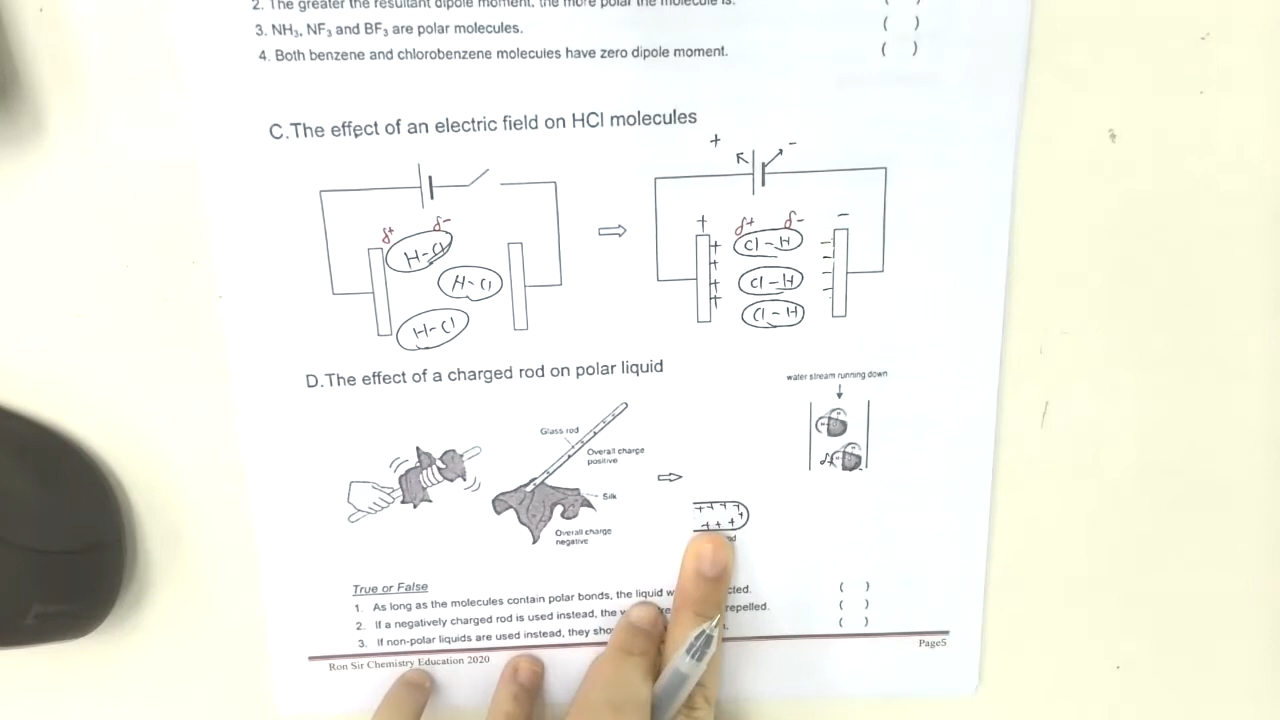 2. The greater the resultant dipole moment, the more polar the molecule is. ( )
3. NH₃, NF₃ and BF₃ are polar molecules. ( )
4. Both benzene and chlorobenzene molecules have zero dipole moment. ( )
C.The effect of an electric field on HCl molecules
+ -
δ+ δ-
H-Cl
H-Cl
H-Cl
+ δ+ δ- -
Cl-H
Cl-H
Cl-H
+ + + +
- - - -
D.The effect of a charged rod on polar liquid
water stream running down
Glass rod
Overall charge
positive
Silk
Overall charge
negative
+ + + + +
+ + +
True or False
1. As long as the molecules contain polar bonds, the liquid ( )
2. If a negatively charged rod is used instead, the repelled. ( )
3. If non-polar liquids are used instead, they ( )
Ron Sir Chemistry Education 2020
Page5